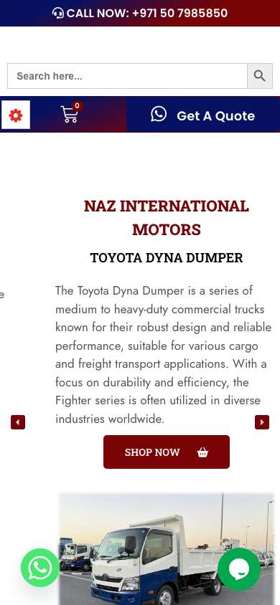 CALL NOW: +971 50 7985850
Search here...
0
Get A Quote
NAZ INTERNATIONAL
MOTORS
TOYOTA DYNA DUMPER
e
The Toyota Dyna Dumper is a series of
medium to heavy-duty commercial trucks
known for their robust design and reliable
performance, suitable for various cargo
and freight transport applications. With a
focus on durability and efficiency, the
Fighter series is often utilized in diverse
industries worldwide.
SHOP NOW